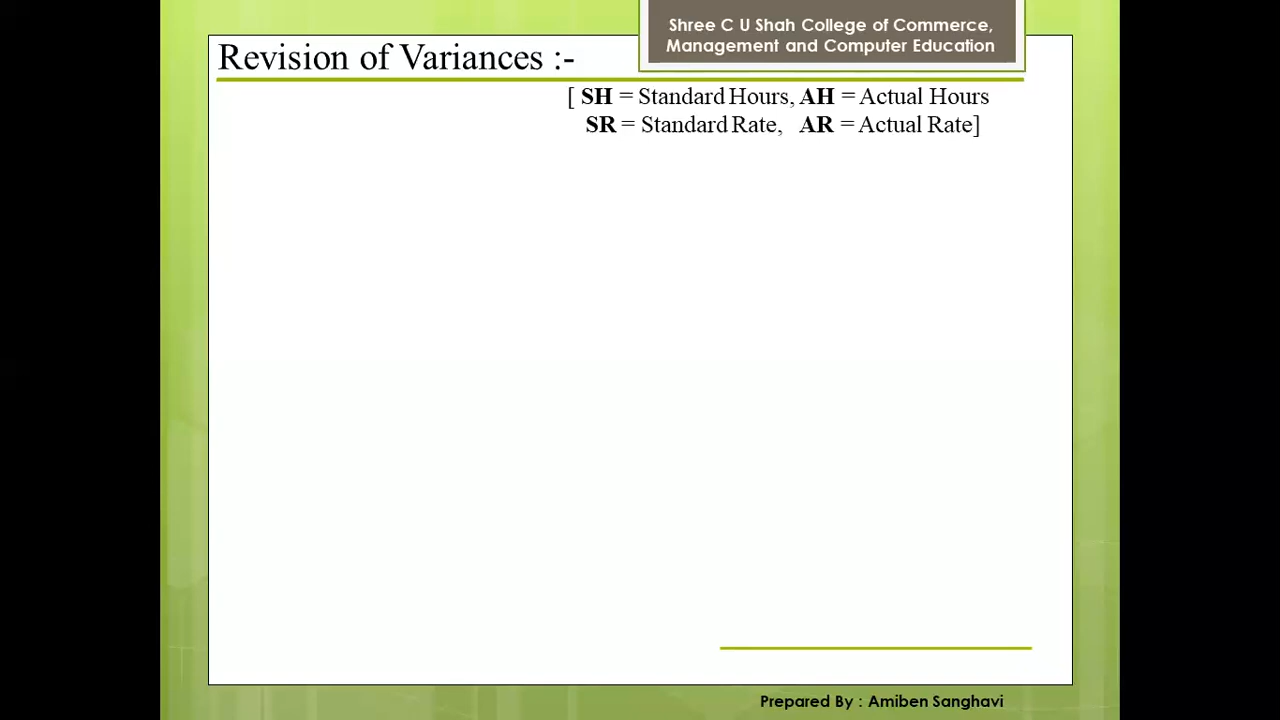 Shree C U Shah College of Commerce,
Management and Computer Education
Revision of Variances :-
[ SH = Standard Hours, AH = Actual Hours
SR = Standard Rate, AR = Actual Rate]
Prepared By : Amiben Sanghavi